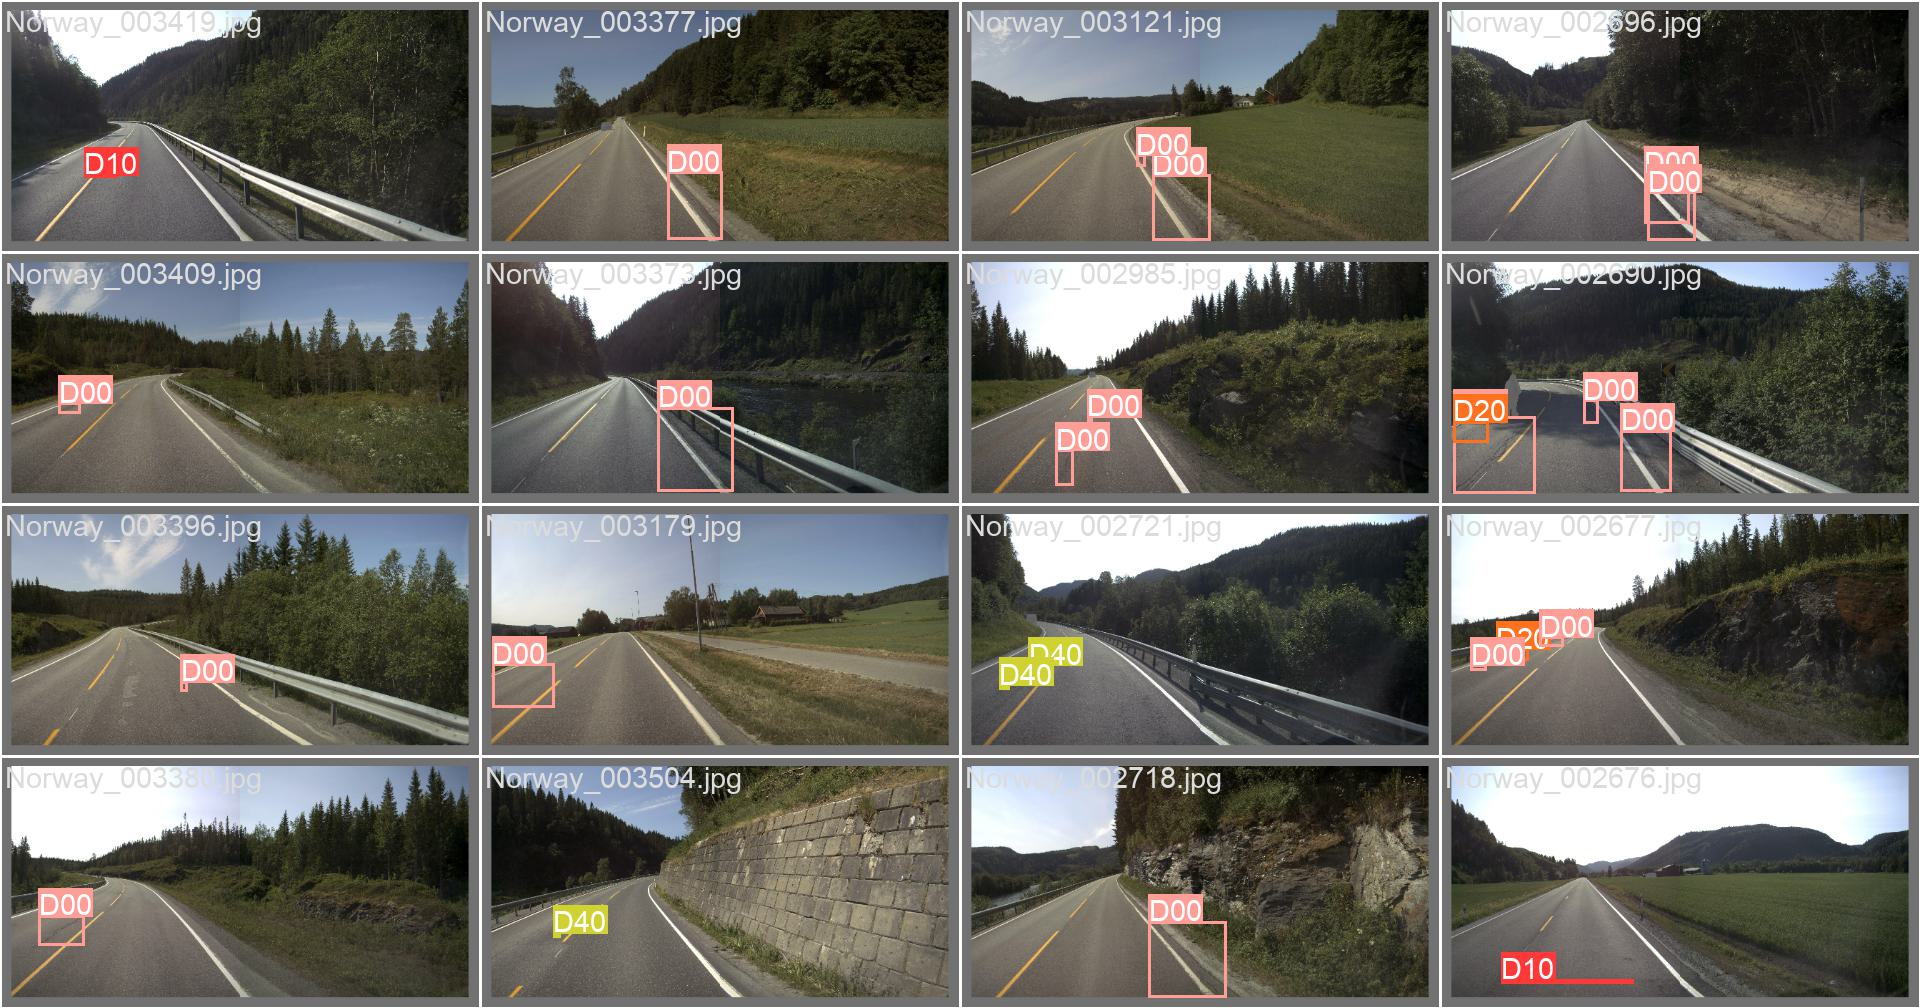 Norway_003419.jpg
D10
Norway_003377.jpg
D00
Norway_003121.jpg
D00
D00
Norway_002696.jpg
D00
D00
Norway_003409.jpg
D00
Norway_003373.jpg
D00
Norway_002985.jpg
D00
D00
Norway_002690.jpg
D20
D00
D00
Norway_003396.jpg
D00
Norway_003179.jpg
D00
Norway_002721.jpg
D40
D40
Norway_002677.jpg
D20
D00
D00
Norway_003380.jpg
D00
Norway_003504.jpg
D40
Norway_002718.jpg
D00
Norway_002676.jpg
D10